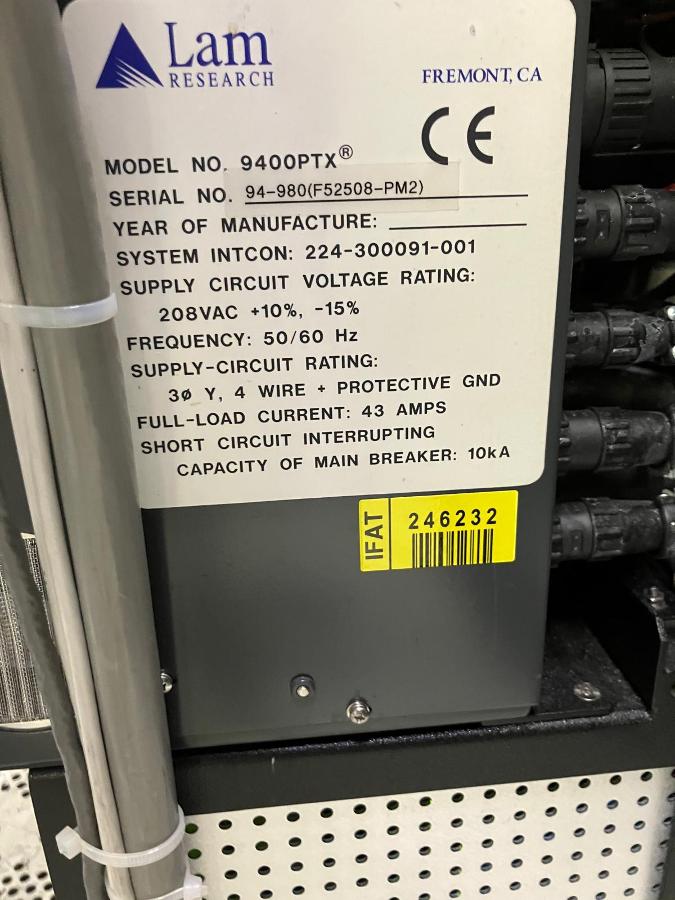 Lam
RESEARCH
FREMONT, CA
CE
MODEL NO. 9400PTX®
SERIAL NO. 94-980(F52508-PM2)
YEAR OF MANUFACTURE:
SYSTEM INTCON: 224-300091-001
SUPPLY CIRCUIT VOLTAGE RATING:
208VAC +10%, -15%
FREQUENCY: 50/60 Hz
SUPPLY-CIRCUIT RATING:
3ø Y, 4 WIRE + PROTECTIVE GND
FULL-LOAD CURRENT: 43 AMPS
SHORT CIRCUIT INTERRUPTING
CAPACITY OF MAIN BREAKER: 10kA
IFAT
246232